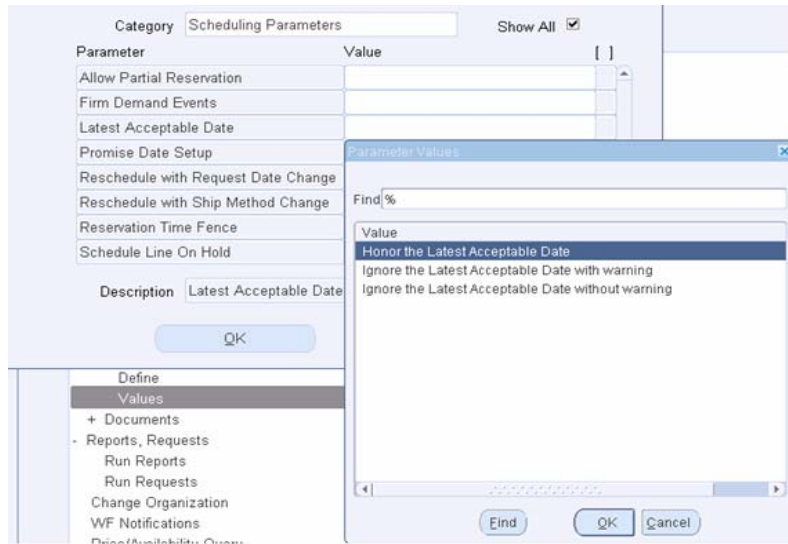 Category Scheduling Parameters Show All
Parameter Value [ ]
Allow Partial Reservation
Firm Demand Events
Latest Acceptable Date
Promise Date Setup
Reschedule with Request Date Change
Reschedule with Ship Method Change
Reservation Time Fence
Schedule Line On Hold
Description Latest Acceptable Date
OK
Parameter Values
Find %
Value
Honor the Latest Acceptable Date
Ignore the Latest Acceptable Date with warning
Ignore the Latest Acceptable Date without warning
Find OK Cancel
Define
Values
+ Documents
- Reports, Requests
Run Reports
Run Requests
Change Organization
WF Notifications
Price/Availability Query